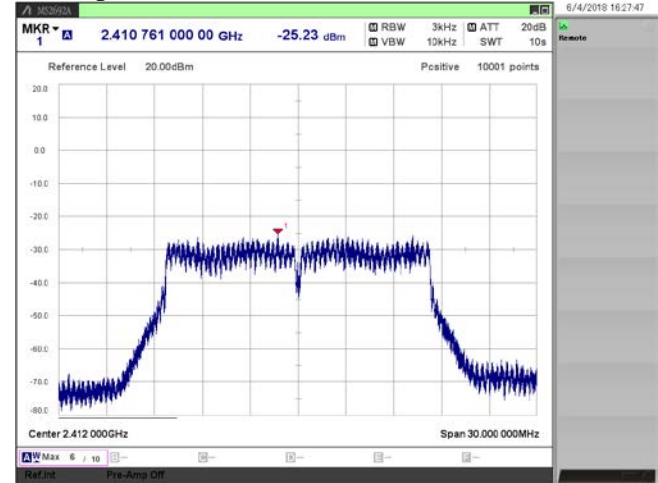 MS2692A
6/4/2018 16:27:47
MKR 1 A 2.410 761 000 00 GHz -25.23 dBm
RBW 3kHz ATT 20dB
VBW 10kHz SWT 10s
Remote
Reference Level 20.00dBm Positive 10001 points
20.0
10.0
0.0
-10.0
-20.0
1
-30.0
-40.0
-50.0
-60.0
-70.0
-80.0
Center 2.412 000GHz Span 30.000 000MHz
A W Max 6 / 10
Ref.Int Pre-Amp Off